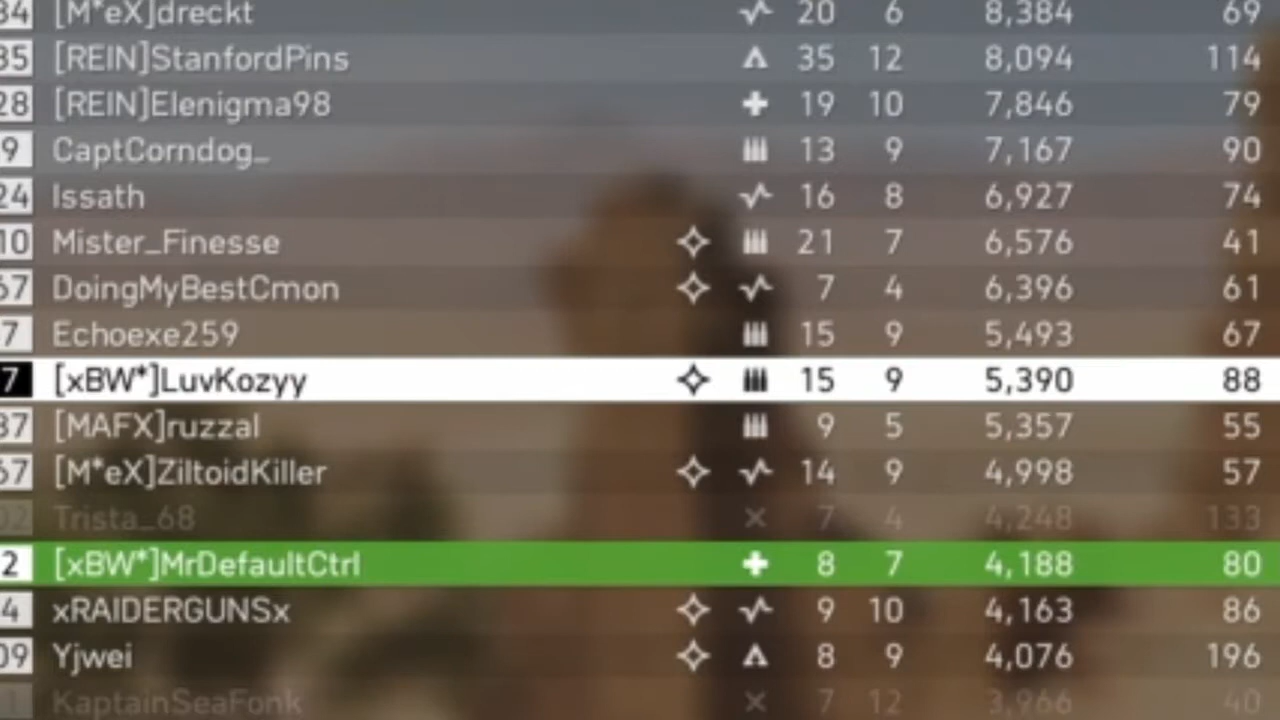 34 [M*eX]dreckt 20 6 8,384 69
35 [REIN]StanfordPins 35 12 8,094 114
28 [REIN]Elenigma98 19 10 7,846 79
9 CaptCorndog_ 13 9 7,167 90
24 Issath 16 8 6,927 74
10 Mister_Finesse 21 7 6,576 41
67 DoingMyBestCmon 7 4 6,396 61
7 Echoexe259 15 9 5,493 67
7 [xBW*]LuvKozyy 15 9 5,390 88
37 [MAFX]ruzzal 9 5 5,357 55
67 [M*eX]ZiltoidKiller 14 9 4,998 57
02 Trista_68 7 4 4,248 133
2 [xBW*]MrDefaultCtrl 8 7 4,188 80
4 xRAIDERGUNSx 9 10 4,163 86
09 Yjwei 8 9 4,076 196
1 KaptainSeaFonk 7 12 3,966 40